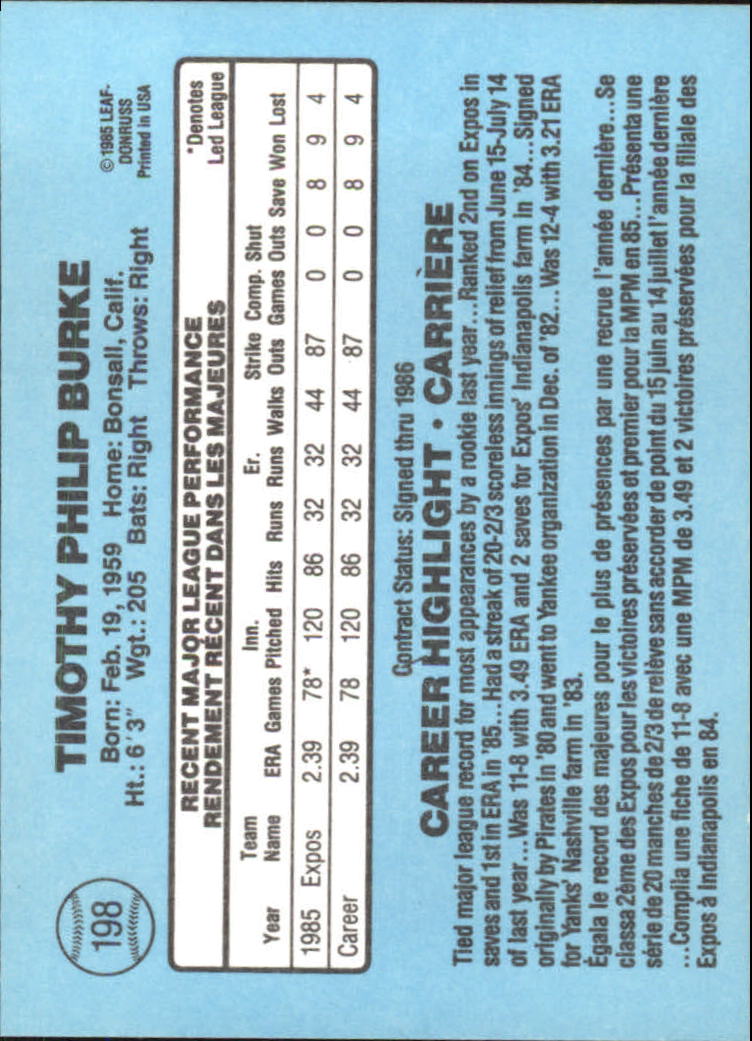 198
TIMOTHY PHILIP BURKE
Born: Feb. 19, 1959 Home: Bonsall, Calif.
Ht.: 6'3" Wgt.: 205 Bats: Right Throws: Right
© 1985 LEAF-
DONRUSS
Printed in USA
RECENT MAJOR LEAGUE PERFORMANCE
RENDEMENT RÉCENT DANS LES MAJEURES
*Denotes
Led League
Team Inn. Er. Strike Comp. Shut
Year Name ERA Games Pitched Hits Runs Runs Walks Outs Games Outs Save Won Lost
1985 Expos 2.39 78* 120 86 32 32 44 87 0 0 8 9 4
Career 2.39 78 120 86 32 32 44 87 0 0 8 9 4
Contract Status: Signed thru 1986
CAREER HIGHLIGHT • CARRIÈRE
Tied major league record for most appearances by a rookie last year...Ranked 2nd on Expos in
saves and 1st in ERA in '85...Had a streak of 20-2/3 scoreless innings of relief from June 15-July 14
of last year...Was 11-8 with 3.49 ERA and 2 saves for Expos' Indianapolis farm in '84...Signed
originally by Pirates in '80 and went to Yankee organization in Dec. of '82... Was 12-4 with 3.21 ERA
for Yanks' Nashville farm in '83.
Égala le record des majeures pour le plus de présences par une recrue l'année dernière...Se
classa 2ème des Expos pour les victoires préservées et premier pour la MPM en 85...Présenta une
série de 20 manches de 2/3 de relève sans accorder de point du 15 juin au 14 juillet l'année dernière
...Compila une fiche de 11-8 avec une MPM de 3.49 et 2 victoires préservées pour la filiale des
Expos à Indianapolis en 84.